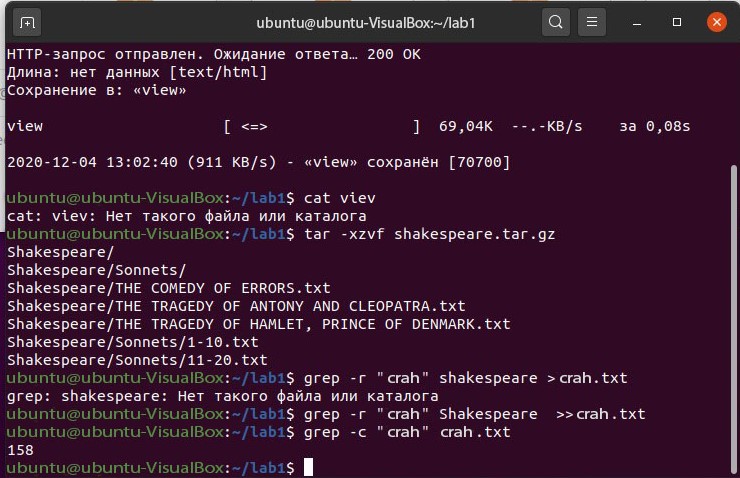 ubuntu@ubuntu-VisualBox:~/lab1
HTTP-запрос отправлен. Ожидание ответа… 200 OK
Длина: нет данных [text/html]
Сохранение в: «view»
view [ <=> ] 69,04K --.-KB/s за 0,08s
2020-12-04 13:02:40 (911 KB/s) - «view» сохранён [70700]
ubuntu@ubuntu-VisualBox:~/lab1$ cat viev
cat: viev: Нет такого файла или каталога
ubuntu@ubuntu-VisualBox:~/lab1$ tar -xzvf shakespeare.tar.gz
Shakespeare/
Shakespeare/Sonnets/
Shakespeare/THE COMEDY OF ERRORS.txt
Shakespeare/THE TRAGEDY OF ANTONY AND CLEOPATRA.txt
Shakespeare/THE TRAGEDY OF HAMLET, PRINCE OF DENMARK.txt
Shakespeare/Sonnets/1-10.txt
Shakespeare/Sonnets/11-20.txt
ubuntu@ubuntu-VisualBox:~/lab1$ grep -r "crah" shakespeare >crah.txt
grep: shakespeare: Нет такого файла или каталога
ubuntu@ubuntu-VisualBox:~/lab1$ grep -r "crah" Shakespeare >>crah.txt
ubuntu@ubuntu-VisualBox:~/lab1$ grep -c "crah" crah.txt
158
ubuntu@ubuntu-VisualBox:~/lab1$